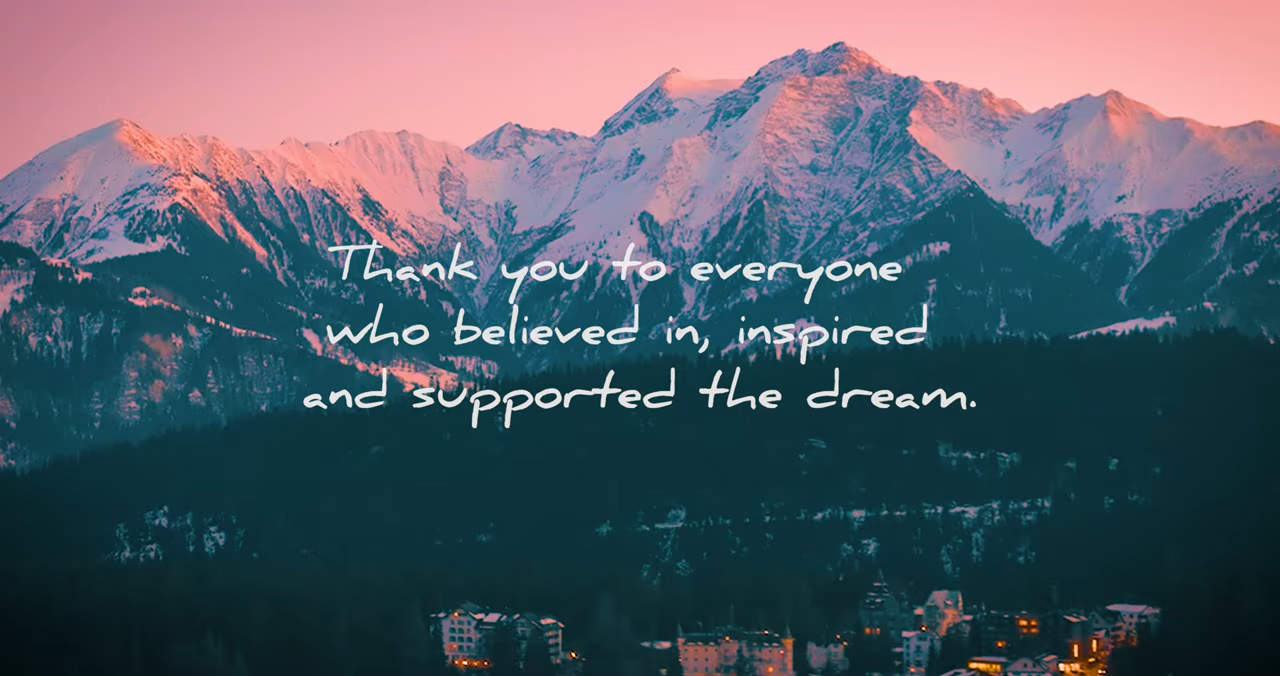 Thank you to everyone
who believed in, inspired
and supported the dream.